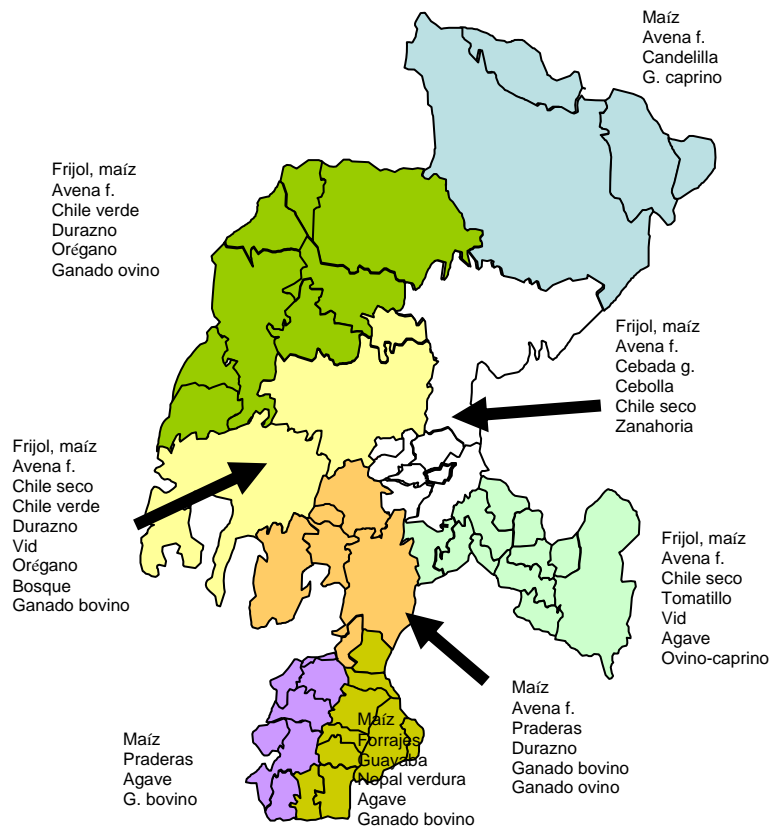 Maíz
Avena f.
Candelilla
G. caprino
Frijol, maíz
Avena f.
Chile verde
Durazno
Orégano
Ganado ovino
Frijol, maíz
Avena f.
Cebada g.
Cebolla
Chile seco
Zanahoria
Frijol, maíz
Avena f.
Chile seco
Chile verde
Durazno
Vid
Orégano
Bosque
Ganado bovino
Frijol, maíz
Avena f.
Chile seco
Tomatillo
Vid
Agave
Ovino-caprino
Maíz
Avena f.
Praderas
Durazno
Ganado bovino
Ganado ovino
Maíz
Praderas
Agave
G. bovino
Maíz
Forrajes
Guayaba
Nopal verdura
Agave
Ganado bovino